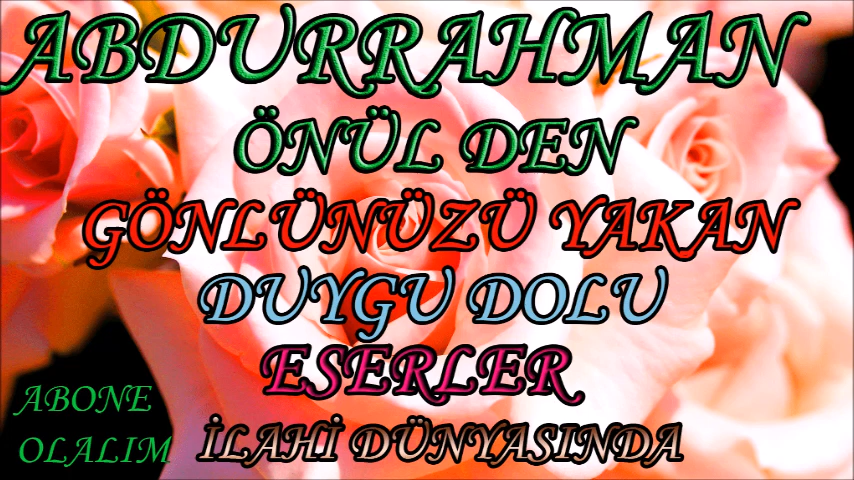 ABDURRAHMAN
ÖNÜL DEN
GÖNLÜNÜZÜ YAKAN
DUYGU DOLU
ESERLER
İLAHİ DÜNYASINDA
ABONE
OLALIM